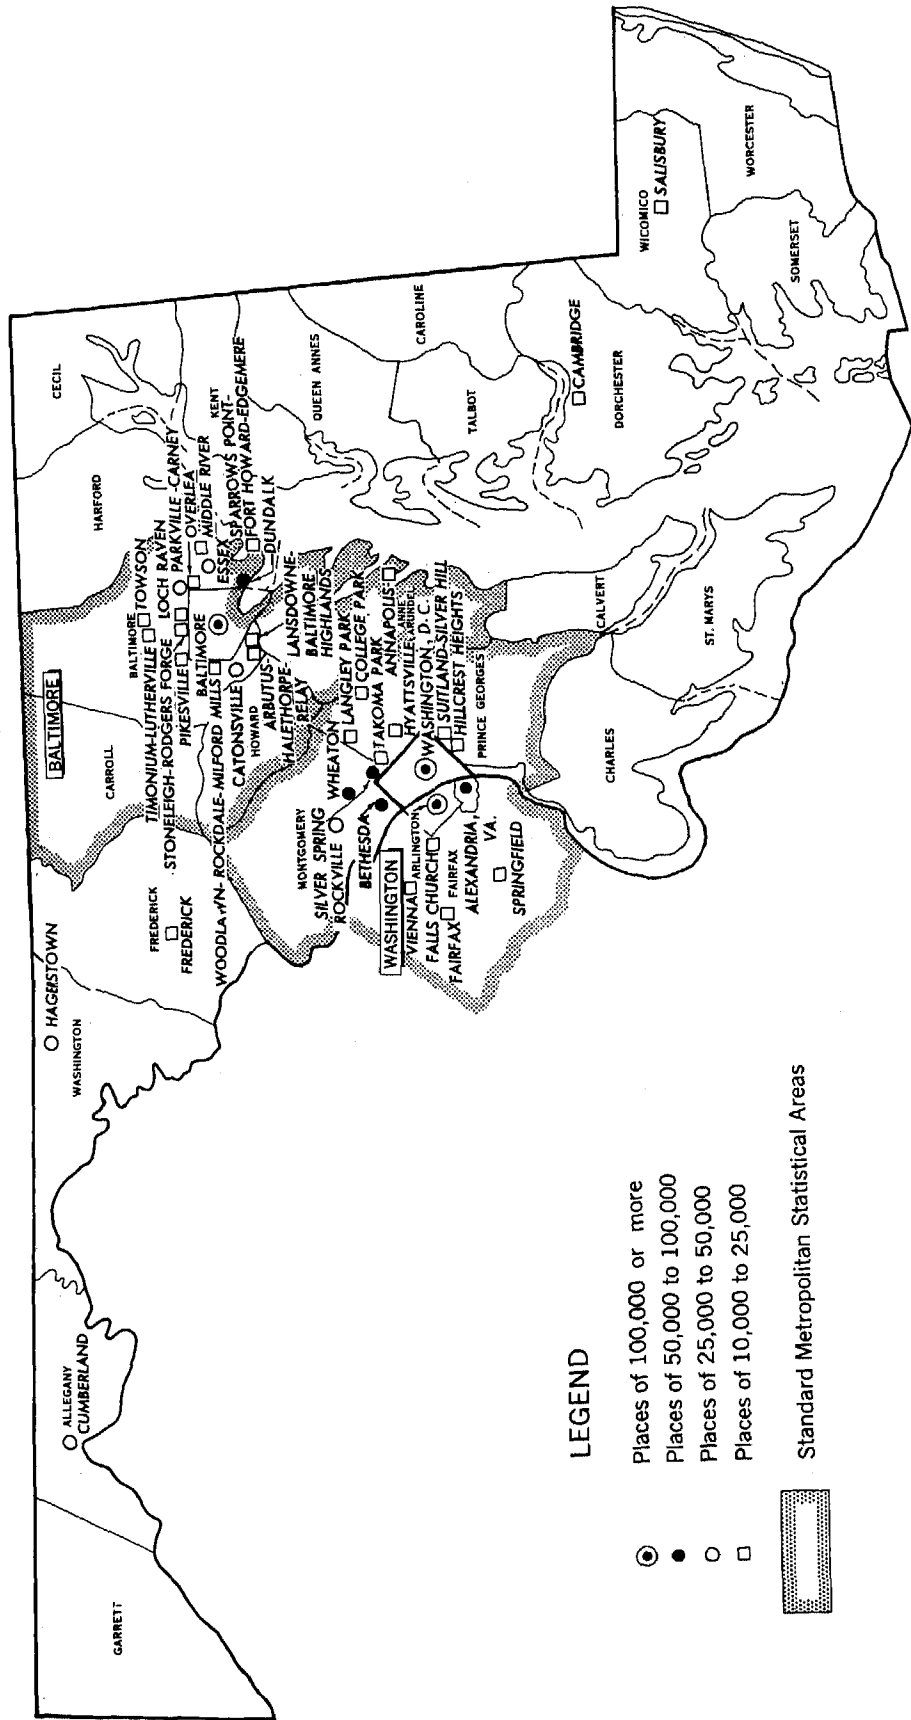 GARRETT
ALLEGANY
CUMBERLAND
WASHINGTON
HAGERSTOWN
FREDERICK
FREDERICK
CARROLL
BALTIMORE
HARFORD
CECIL
BALTIMORE
TOWSON
TIMONIUM-LUTHERVILLE
LOCH RAVEN
STONELEIGH-RODGERS FORGE
PARKVILLE-CARNEY
PIKESVILLE
OVERLEA
BALTIMORE
MIDDLE RIVER
KENT
WOODLAWN-ROCKDALE-MILFORD MILLS
ESSEX
SPARROWS POINT-
FORT HOWARD-EDGEMERE
CATONSVILLE
DUNDALK
HOWARD
ARBUTUS-
HALETHORPE-
RELAY
LANSDOWNE-
BALTIMORE
HIGHLANDS
MONTGOMERY
SILVER SPRING
WHEATON
ROCKVILLE
LANGLEY PARK
COLLEGE PARK
BETHESDA
TAKOMA PARK
ANNAPOLIS
WASHINGTON
HYATTSVILLE
ANNE
ARUNDEL
VIENNA
ARLINGTON
WASHINGTON, D. C.
FALLS CHURCH
SUITLAND-SILVER HILL
FAIRFAX
FAIRFAX
HILLCREST HEIGHTS
ALEXANDRIA,
VA.
PRINCE GEORGES
SPRINGFIELD
QUEEN ANNES
CAROLINE
TALBOT
CAMBRIDGE
DORCHESTER
CALVERT
CHARLES
ST. MARYS
WICOMICO
SALISBURY
WORCESTER
SOMERSET
LEGEND
Places of 100,000 or more
Places of 50,000 to 100,000
Places of 25,000 to 50,000
Places of 10,000 to 25,000
Standard Metropolitan Statistical Areas